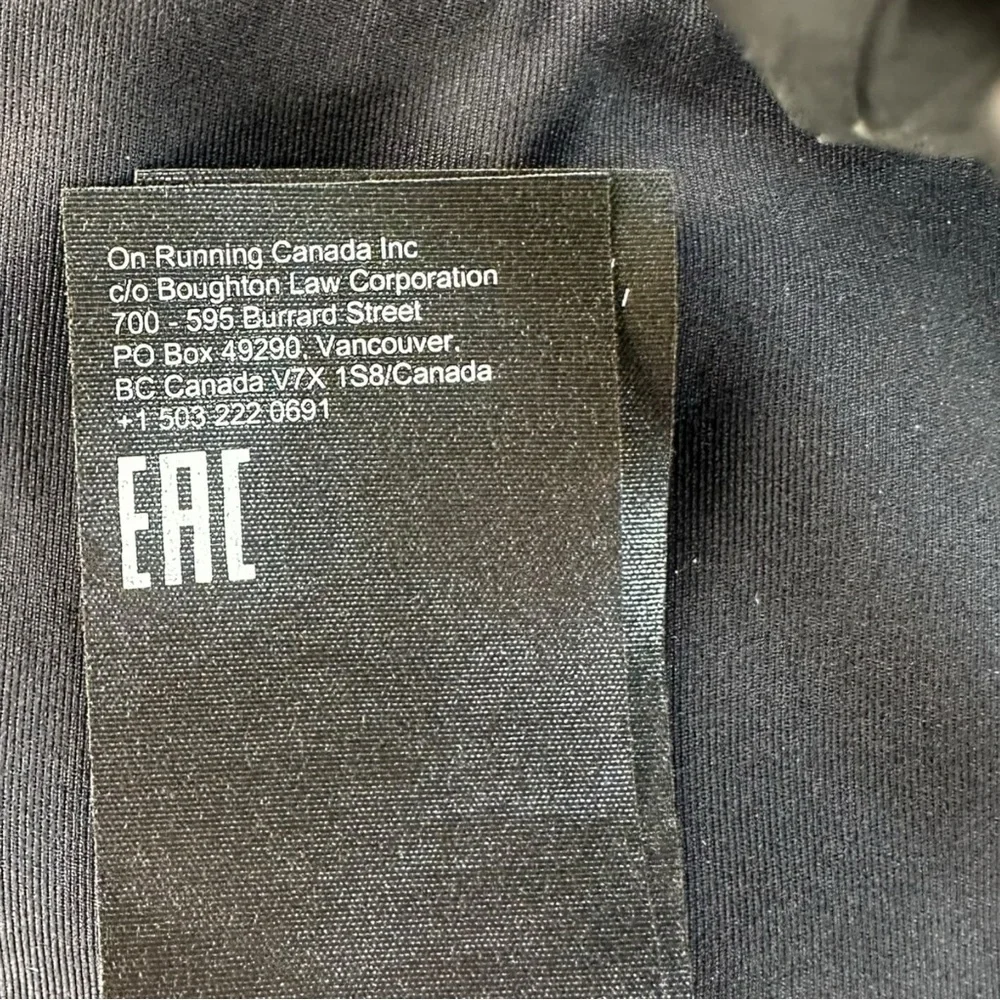 On Running Canada Inc
c/o Boughton Law Corporation
700 - 595 Burrard Street
PO Box 49290, Vancouver,
BC Canada V7X 1S8/Canada
+1 503 222 0691
EAC